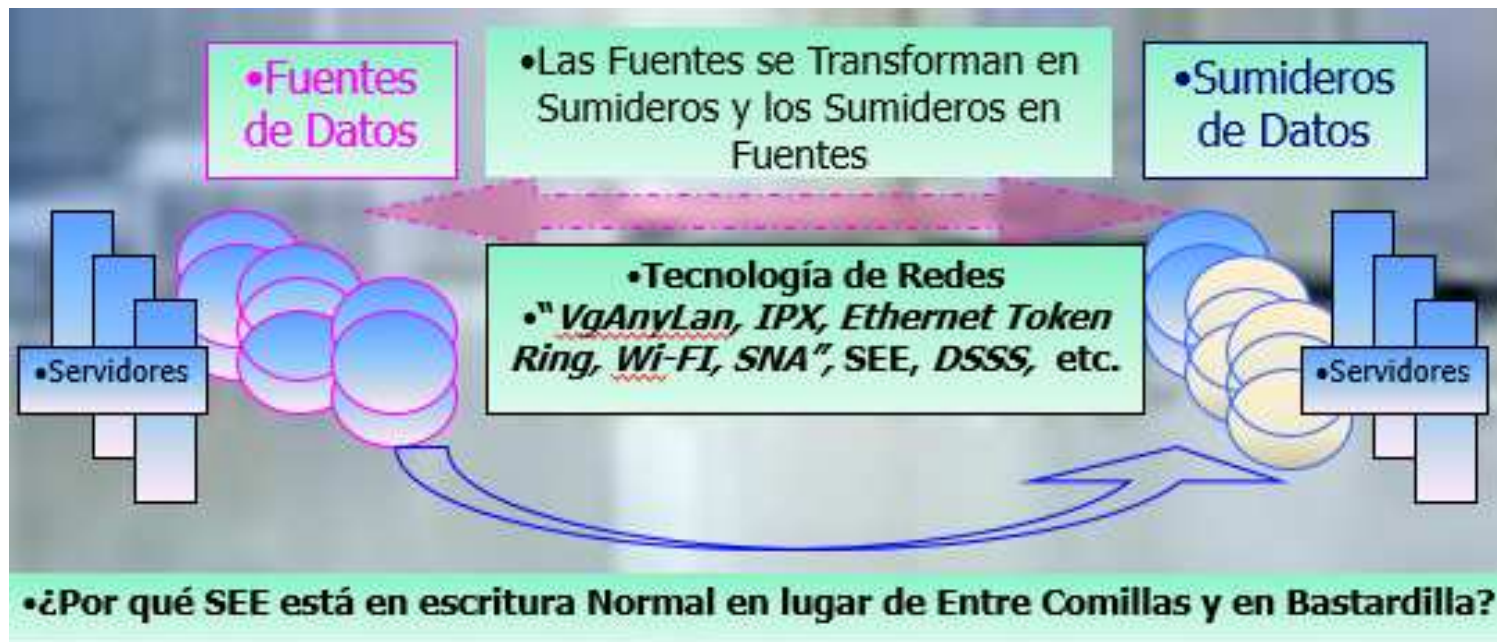 •Fuentes
de Datos
•Las Fuentes se Transforman en
Sumideros y los Sumideros en
Fuentes
•Sumideros
de Datos
•Tecnología de Redes
•“VgAnyLan, IPX, Ethernet Token
Ring, Wi-FI, SNA”, SEE, DSSS, etc.
•Servidores
•Servidores
•¿Por qué SEE está en escritura Normal en lugar de Entre Comillas y en Bastardilla?